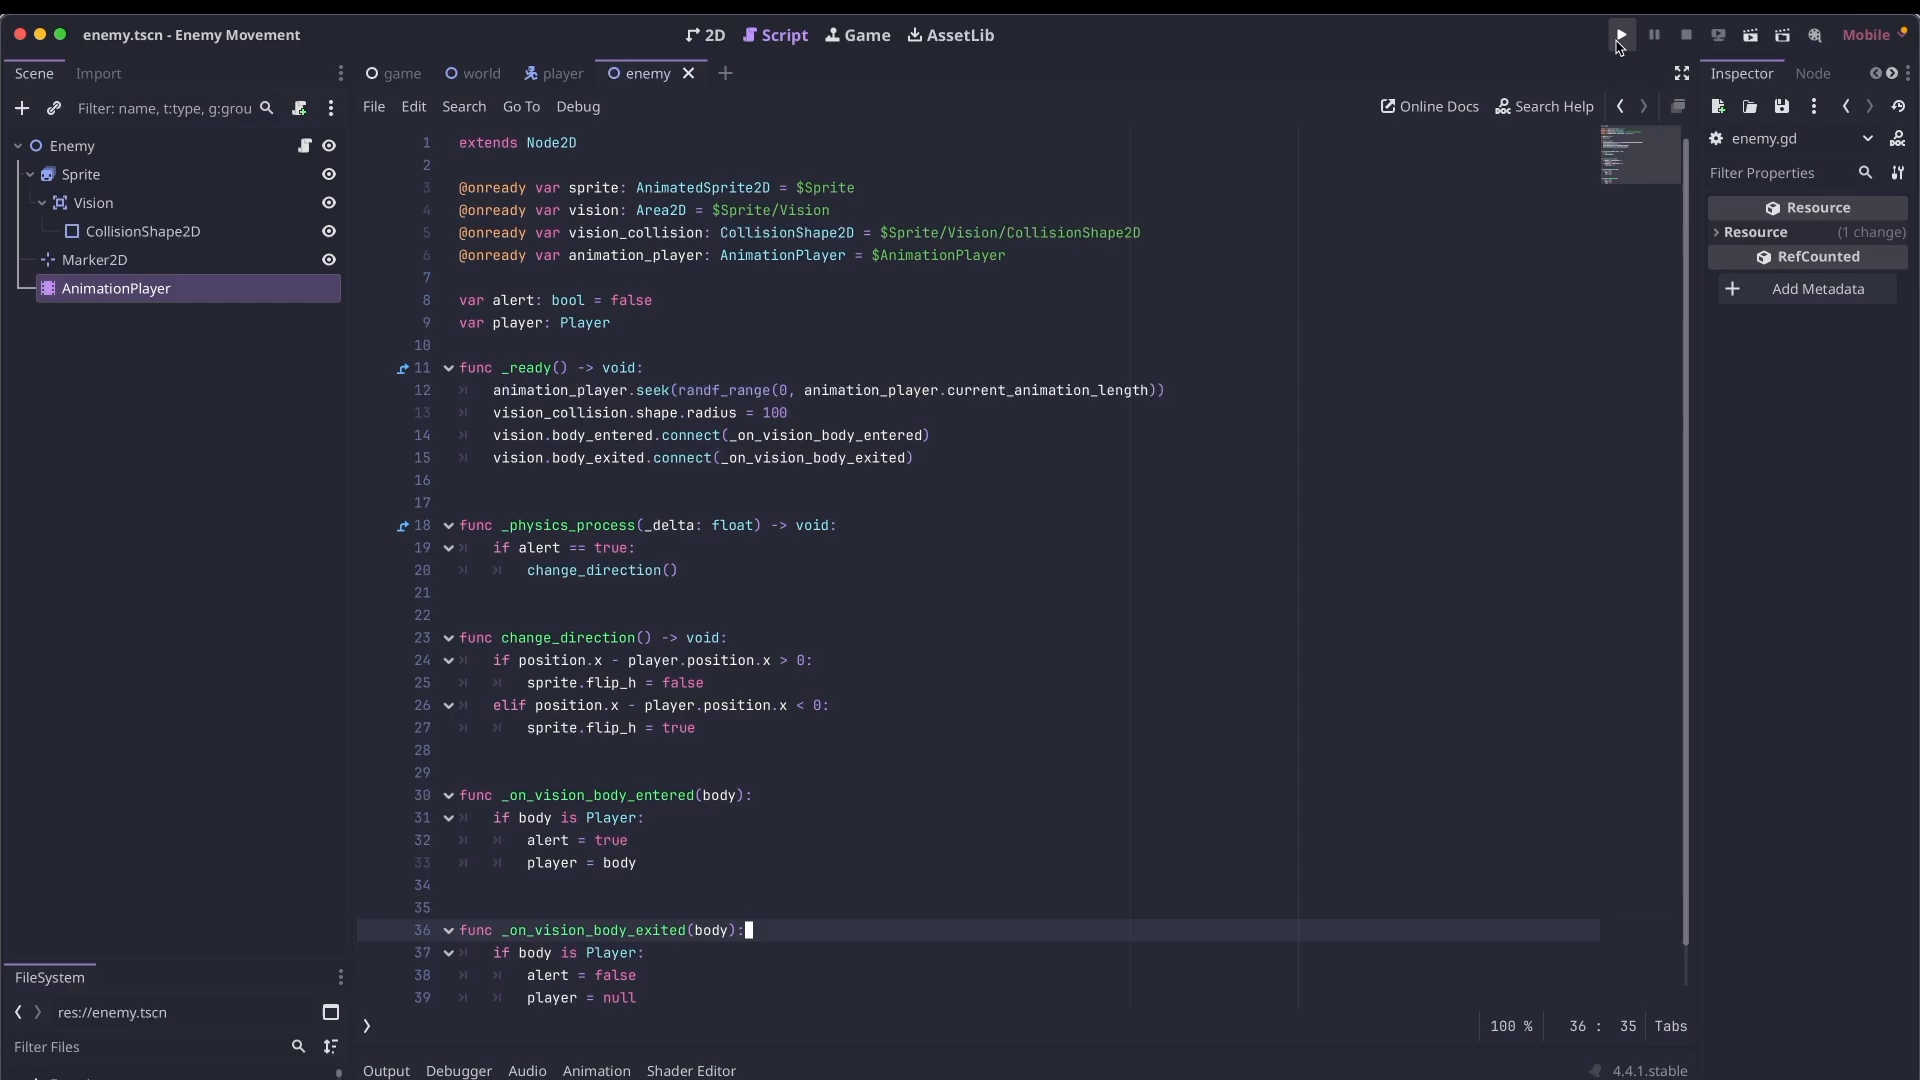 enemy.tscn - Enemy Movement
2D Script Game AssetLib
Mobile
Scene Import
game world player enemy
Inspector Node
Filter: name, t:type, g:grou
File Edit Search Go To Debug
Online Docs Search Help
enemy.gd
Filter Properties
Resource
Resource (1 change)
RefCounted
Add Metadata
Enemy
Sprite
Vision
CollisionShape2D
Marker2D
AnimationPlayer
1 extends Node2D
2
3 @onready var sprite: AnimatedSprite2D = $Sprite
4 @onready var vision: Area2D = $Sprite/Vision
5 @onready var vision_collision: CollisionShape2D = $Sprite/Vision/CollisionShape2D
6 @onready var animation_player: AnimationPlayer = $AnimationPlayer
7
8 var alert: bool = false
9 var player: Player
10
11 func _ready() -> void:
12 animation_player.seek(randf_range(0, animation_player.current_animation_length))
13 vision_collision.shape.radius = 100
14 vision.body_entered.connect(_on_vision_body_entered)
15 vision.body_exited.connect(_on_vision_body_exited)
16
17
18 func _physics_process(_delta: float) -> void:
19 if alert == true:
20 change_direction()
21
22
23 func change_direction() -> void:
24 if position.x - player.position.x > 0:
25 sprite.flip_h = false
26 elif position.x - player.position.x < 0:
27 sprite.flip_h = true
28
29
30 func _on_vision_body_entered(body):
31 if body is Player:
32 alert = true
33 player = body
34
35
36 func _on_vision_body_exited(body):
37 if body is Player:
38 alert = false
39 player = null
FileSystem
res://enemy.tscn
Filter Files
100 % 36 : 35 Tabs
Output Debugger Audio Animation Shader Editor
4.4.1.stable